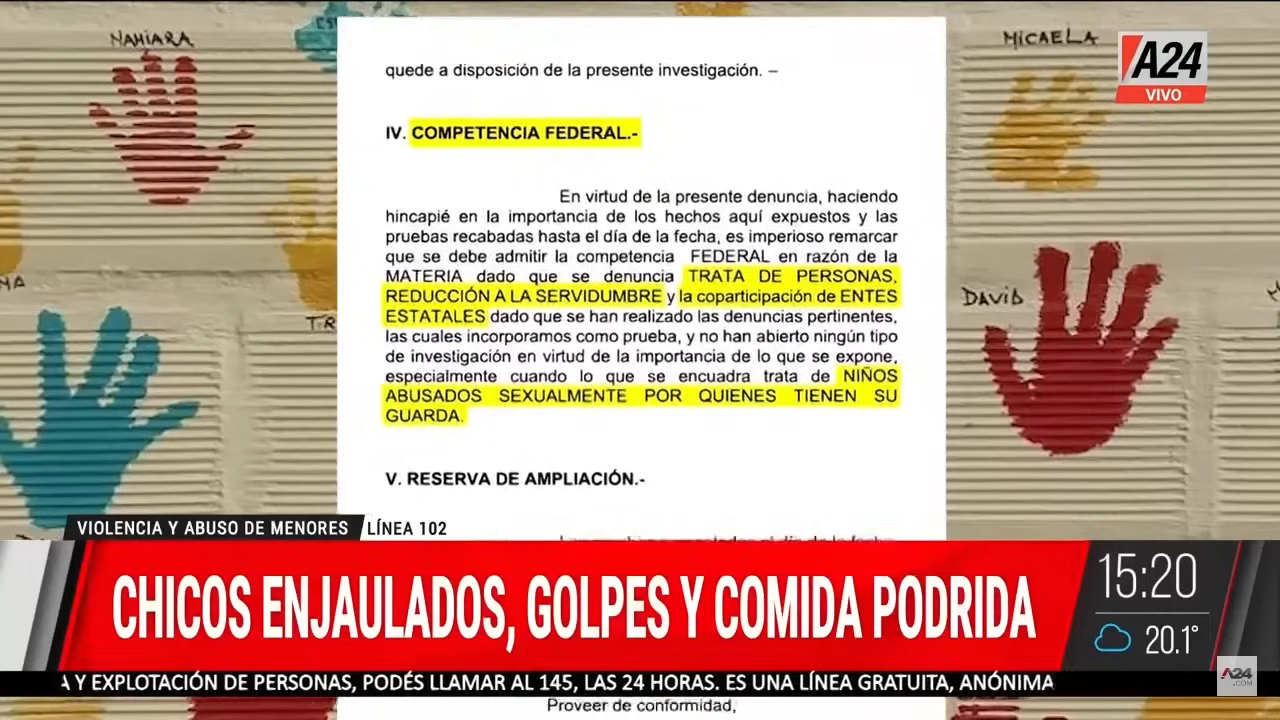 NAHIARA
MICAELA
A24
VIVO
quede a disposición de la presente investigación. –
IV. COMPETENCIA FEDERAL.-
En virtud de la presente denuncia, haciendo
hincapié en la importancia de los hechos aquí expuestos y las
pruebas recabadas hasta el día de la fecha, es imperioso remarcar
que se debe admitir la competencia FEDERAL en razón de la
MATERIA dado que se denuncia TRATA DE PERSONAS,
REDUCCIÓN A LA SERVIDUMBRE y la coparticipación de ENTES
ESTATALES dado que se han realizado las denuncias pertinentes,
las cuales incorporamos como prueba, y no han abierto ningún tipo
de investigación en virtud de la importancia de lo que se expone,
especialmente cuando lo que se encuadra trata de NIÑOS
ABUSADOS SEXUALMENTE POR QUIENES TIENEN SU
GUARDA.
DAVID
V. RESERVA DE AMPLIACIÓN.-
VIOLENCIA Y ABUSO DE MENORES LÍNEA 102
CHICOS ENJAULADOS, GOLPES Y COMIDA PODRIDA
15:20
20.1°
A Y EXPLOTACIÓN DE PERSONAS, PODÉS LLAMAR AL 145, LAS 24 HORAS. ES UNA LÍNEA GRATUITA, ANÓNIMA
A24
.COM
Proveer de conformidad,